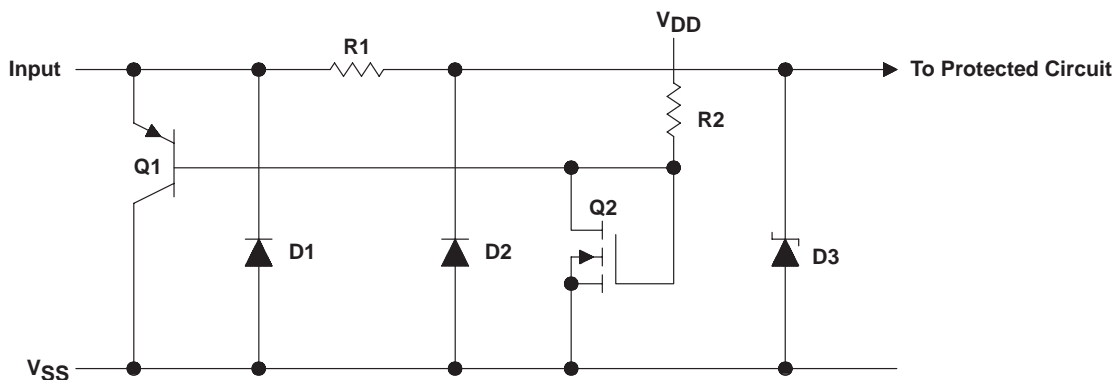 VDD
R1
Input
To Protected Circuit
R2
Q1
Q2
D1
D2
D3
VSS